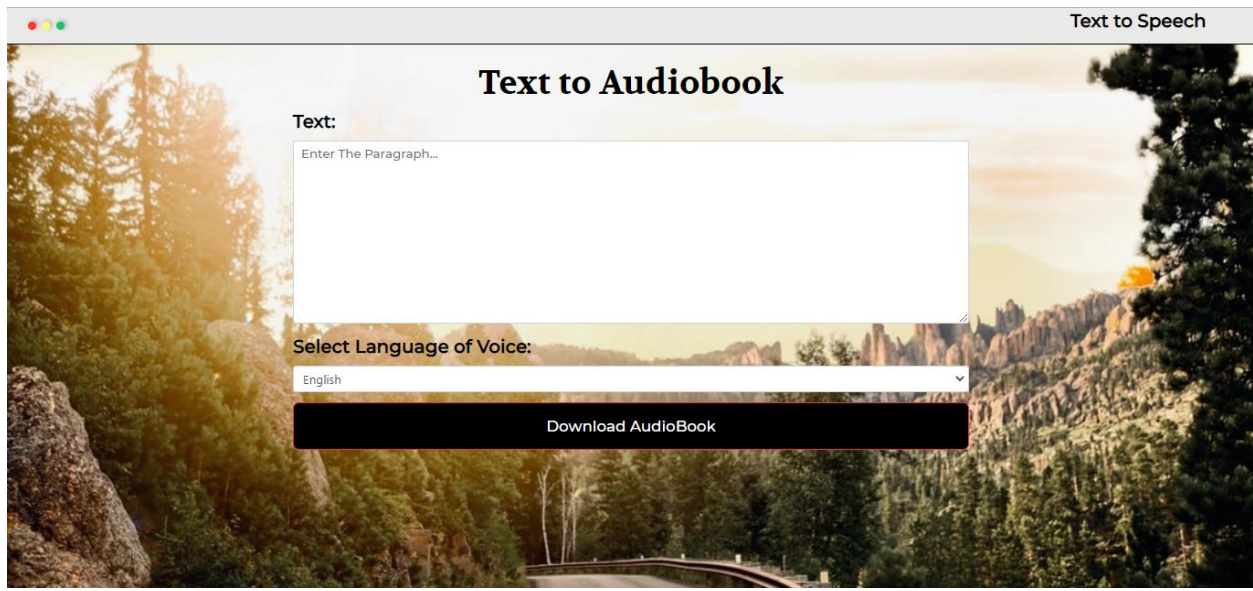 Text to Speech
Text to Audiobook
Text:
Enter The Paragraph...
Select Language of Voice:
English
Download AudioBook